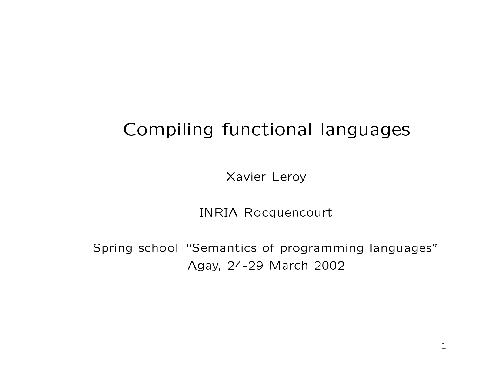 Compiling functional languages
Xavier Leroy
INRIA Rocquencourt
Spring school "Semantics of programming languages"
Agay, 24-29 March 2002
1